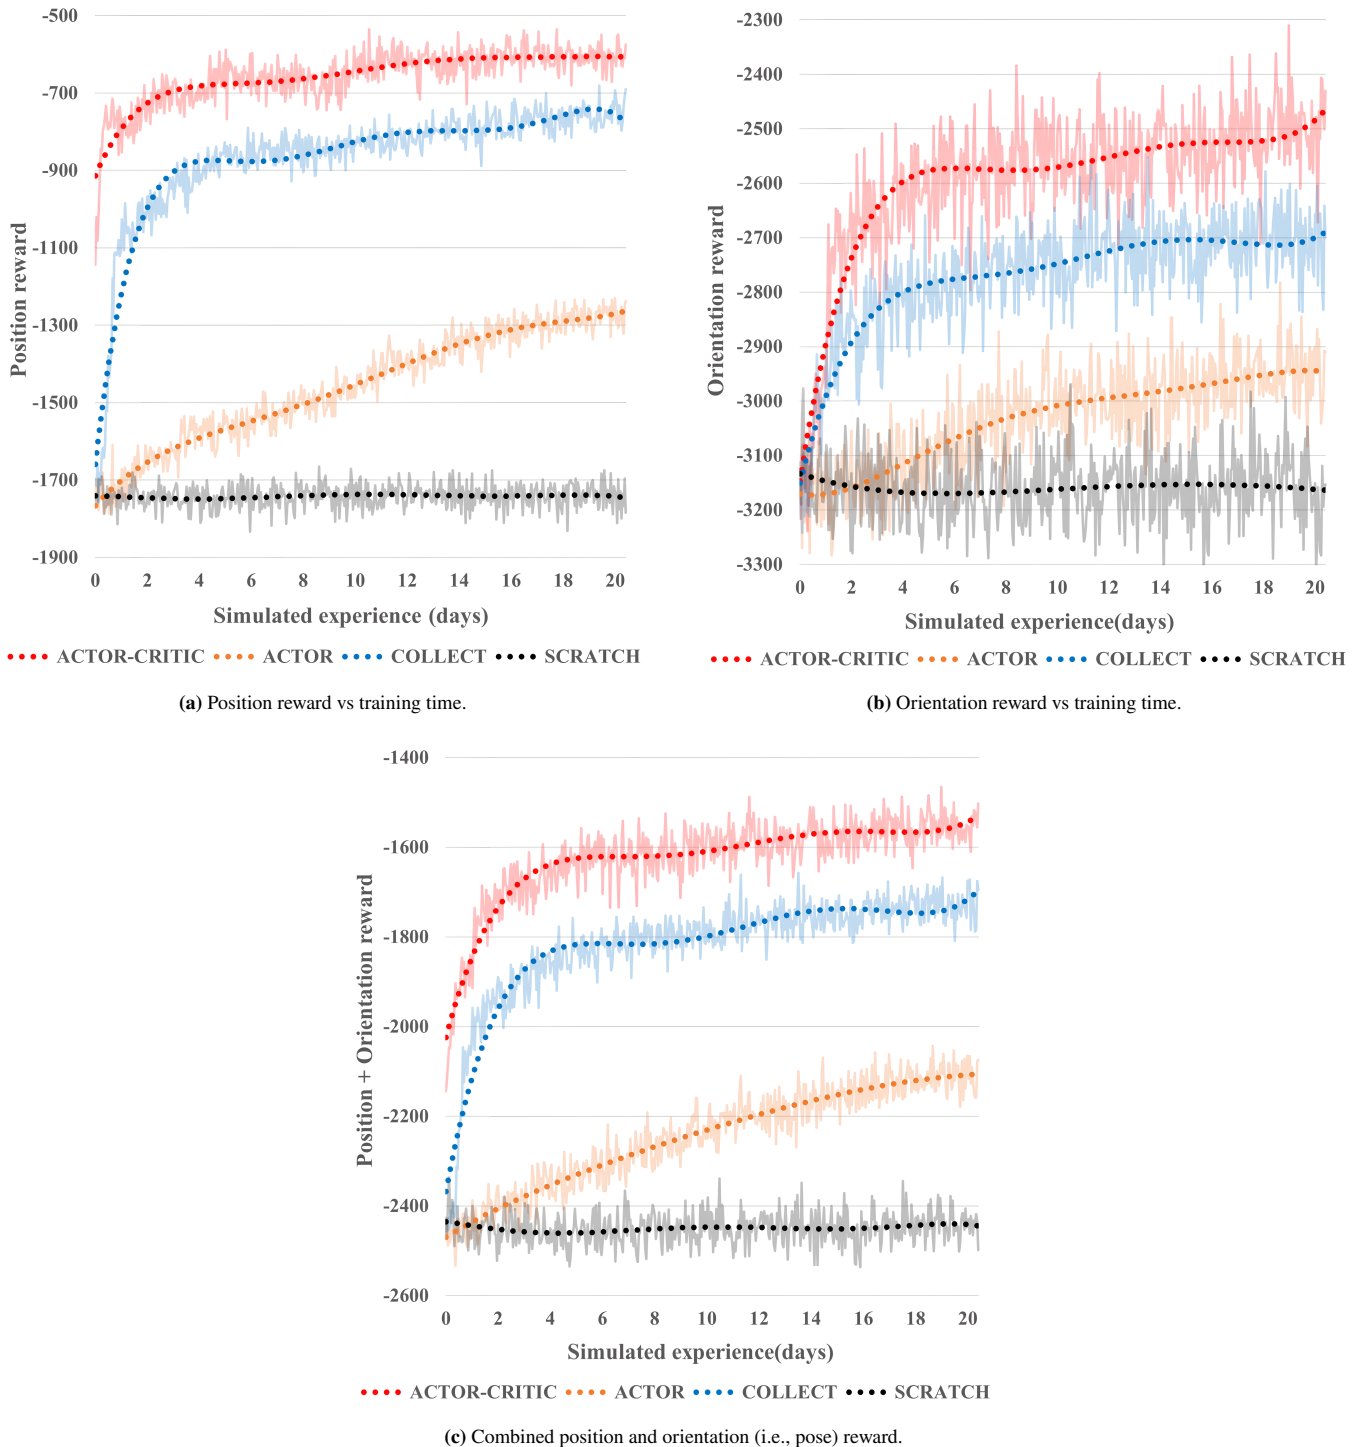 -500
-700
-900
-1100
-1300
-1500
-1700
-1900
Position reward
0 2 4 6 8 10 12 14 16 18 20
Simulated experience (days)
ACTOR-CRITIC ACTOR COLLECT SCRATCH
(a) Position reward vs training time.
-2300
-2400
-2500
-2600
-2700
-2800
-2900
-3000
-3100
-3200
-3300
Orientation reward
0 2 4 6 8 10 12 14 16 18 20
Simulated experience(days)
ACTOR-CRITIC ACTOR COLLECT SCRATCH
(b) Orientation reward vs training time.
-1400
-1600
-1800
-2000
-2200
-2400
-2600
Position + Orientation reward
0 2 4 6 8 10 12 14 16 18 20
Simulated experience(days)
ACTOR-CRITIC ACTOR COLLECT SCRATCH
(c) Combined position and orientation (i.e., pose) reward.